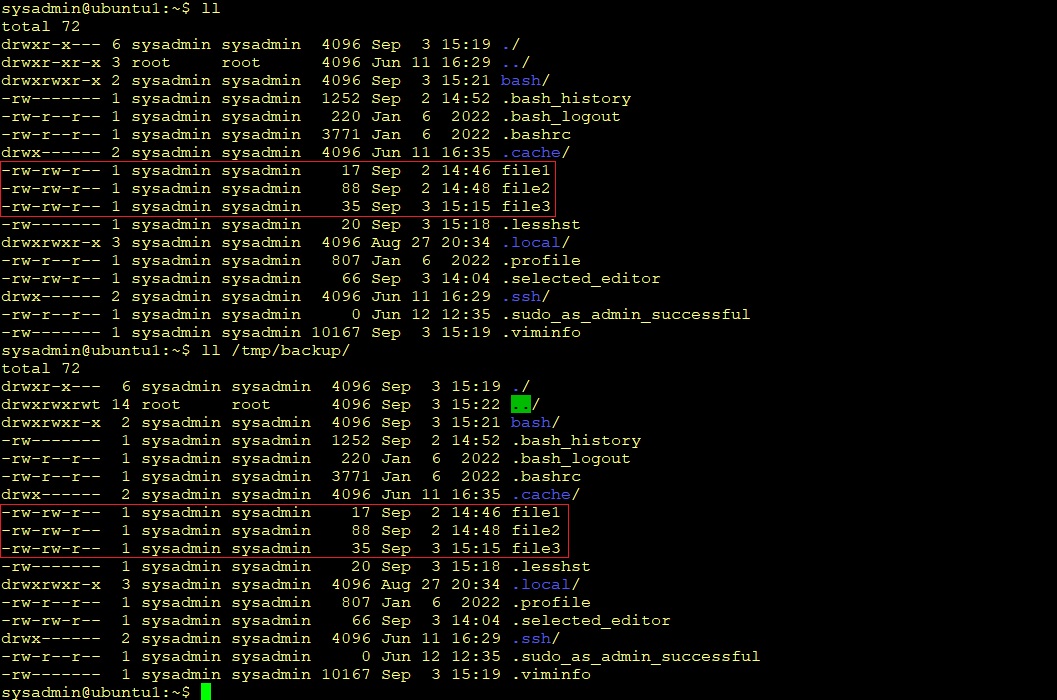 sysadmin@ubuntu1:~$ ll
total 72
drwxr-x--- 6 sysadmin sysadmin  4096 Sep  3 15:19 ./
drwxr-xr-x 3 root     root      4096 Jun 11 16:29 ../
drwxrwxr-x 2 sysadmin sysadmin  4096 Sep  3 15:21 bash/
-rw------- 1 sysadmin sysadmin  1252 Sep  2 14:52 .bash_history
-rw-r--r-- 1 sysadmin sysadmin   220 Jan  6  2022 .bash_logout
-rw-r--r-- 1 sysadmin sysadmin  3771 Jan  6  2022 .bashrc
drwx------ 2 sysadmin sysadmin  4096 Jun 11 16:35 .cache/
-rw-rw-r-- 1 sysadmin sysadmin    17 Sep  2 14:46 file1
-rw-rw-r-- 1 sysadmin sysadmin    88 Sep  2 14:48 file2
-rw-rw-r-- 1 sysadmin sysadmin    35 Sep  3 15:15 file3
-rw------- 1 sysadmin sysadmin    20 Sep  3 15:18 .lesshst
drwxrwxr-x 3 sysadmin sysadmin  4096 Aug 27 20:34 .local/
-rw-r--r-- 1 sysadmin sysadmin   807 Jan  6  2022 .profile
-rw-rw-r-- 1 sysadmin sysadmin    66 Sep  3 14:04 .selected_editor
drwx------ 2 sysadmin sysadmin  4096 Jun 11 16:29 .ssh/
-rw-r--r-- 1 sysadmin sysadmin     0 Jun 12 12:35 .sudo_as_admin_successful
-rw------- 1 sysadmin sysadmin 10167 Sep  3 15:19 .viminfo
sysadmin@ubuntu1:~$ ll /tmp/backup/
total 72
drwxr-x---  6 sysadmin sysadmin  4096 Sep  3 15:19 ./
drwxrwxrwt 14 root     root      4096 Sep  3 15:22 ../
drwxrwxr-x  2 sysadmin sysadmin  4096 Sep  3 15:21 bash/
-rw-------  1 sysadmin sysadmin  1252 Sep  2 14:52 .bash_history
-rw-r--r--  1 sysadmin sysadmin   220 Jan  6  2022 .bash_logout
-rw-r--r--  1 sysadmin sysadmin  3771 Jan  6  2022 .bashrc
drwx------  2 sysadmin sysadmin  4096 Jun 11 16:35 .cache/
-rw-rw-r--  1 sysadmin sysadmin    17 Sep  2 14:46 file1
-rw-rw-r--  1 sysadmin sysadmin    88 Sep  2 14:48 file2
-rw-rw-r--  1 sysadmin sysadmin    35 Sep  3 15:15 file3
-rw-------  1 sysadmin sysadmin    20 Sep  3 15:18 .lesshst
drwxrwxr-x  3 sysadmin sysadmin  4096 Aug 27 20:34 .local/
-rw-r--r--  1 sysadmin sysadmin   807 Jan  6  2022 .profile
-rw-rw-r--  1 sysadmin sysadmin    66 Sep  3 14:04 .selected_editor
drwx------  2 sysadmin sysadmin  4096 Jun 11 16:29 .ssh/
-rw-r--r--  1 sysadmin sysadmin     0 Jun 12 12:35 .sudo_as_admin_successful
-rw-------  1 sysadmin sysadmin 10167 Sep  3 15:19 .viminfo
sysadmin@ubuntu1:~$